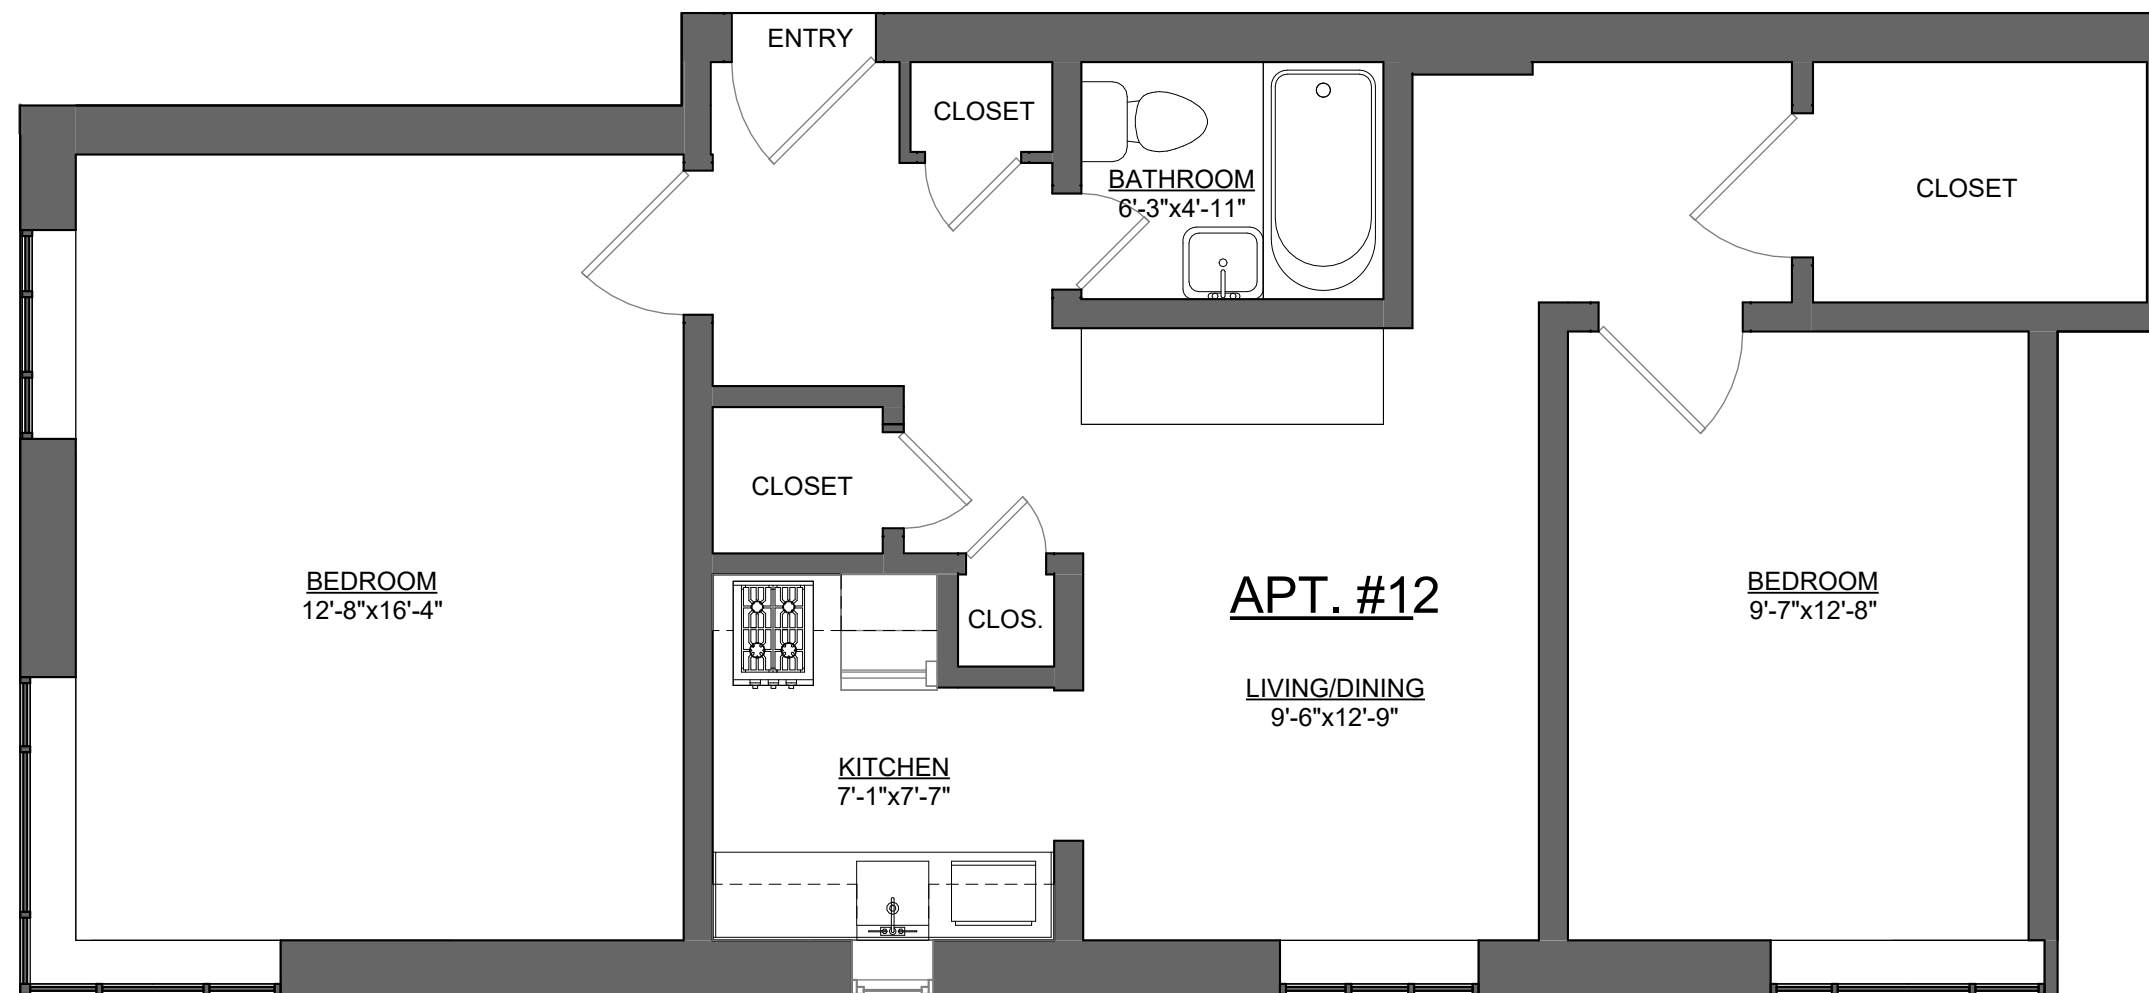 ENTRY
CLOSET
BATHROOM
6'-3"x4'-11"
CLOSET
CLOSET
BEDROOM
12'-8"x16'-4"
CLOS.
APT. #12
BEDROOM
9'-7"x12'-8"
LIVING/DINING
9'-6"x12'-9"
KITCHEN
7'-1"x7'-7"